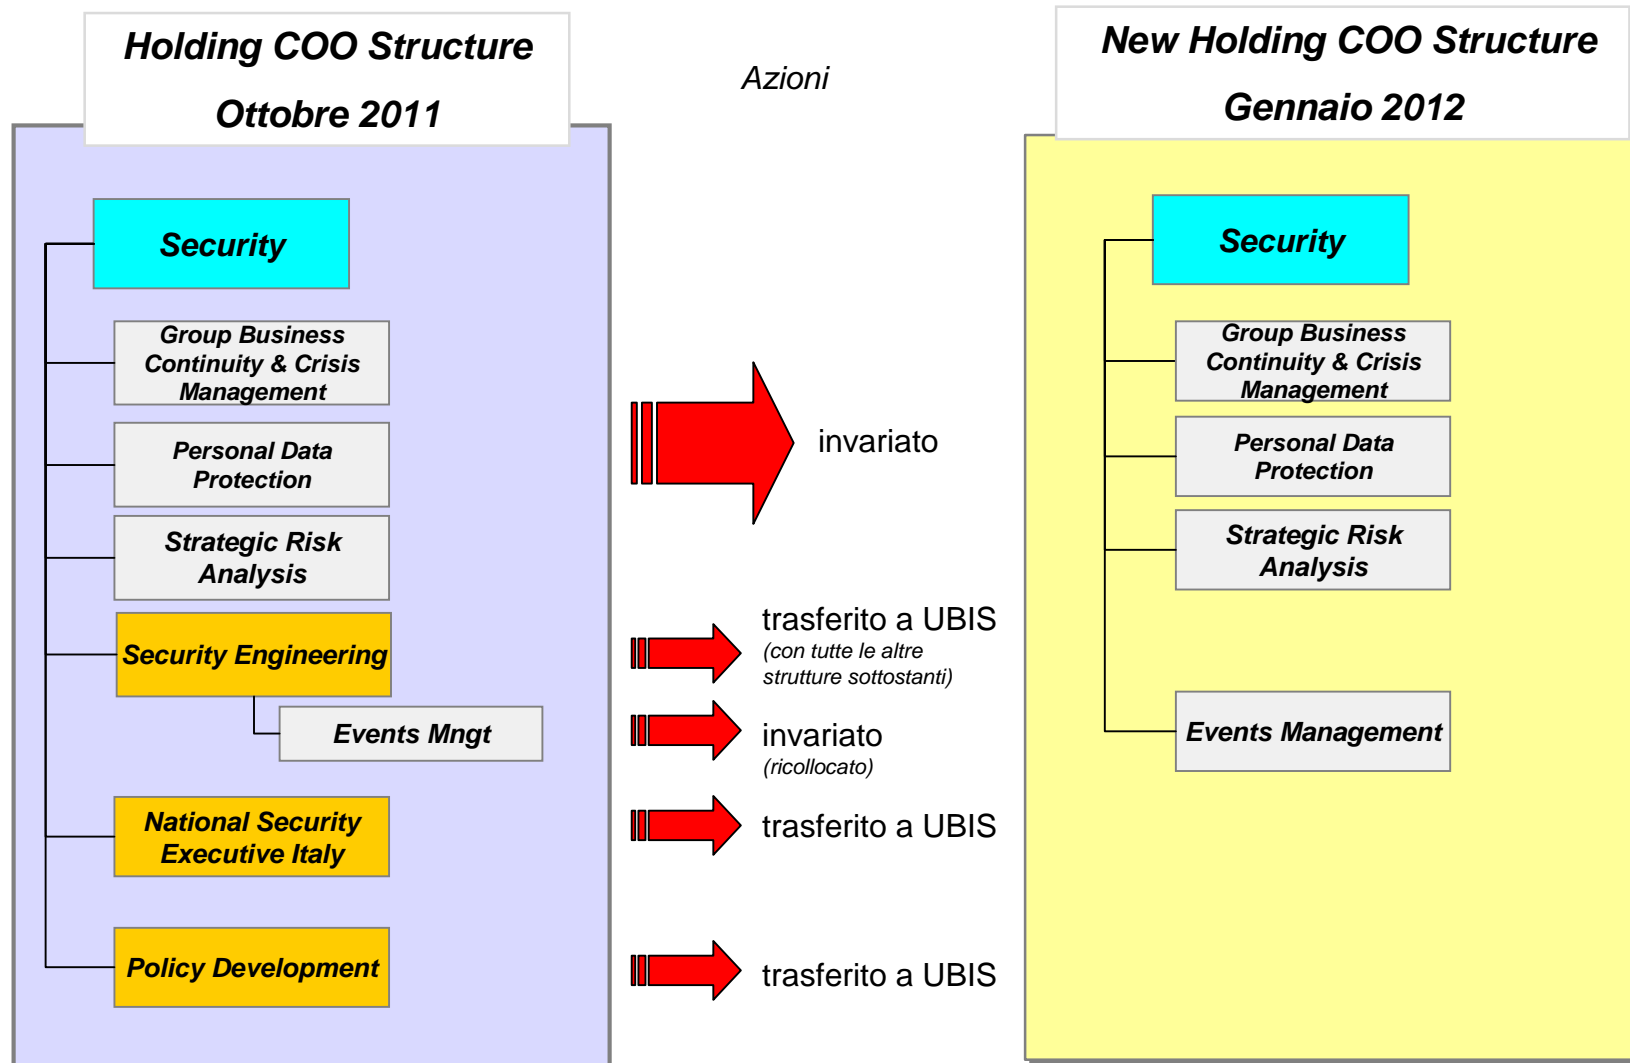 Holding COO Structure
Ottobre 2011
Azioni
New Holding COO Structure
Gennaio 2012
Security
Group Business
Continuity & Crisis
Management
Personal Data
Protection
Strategic Risk
Analysis
Security Engineering
Events Mngt
National Security
Executive Italy
Policy Development
invariato
trasferito a UBIS
(con tutte le altre
strutture sottostanti)
invariato
(ricollocato)
trasferito a UBIS
trasferito a UBIS
Security
Group Business
Continuity & Crisis
Management
Personal Data
Protection
Strategic Risk
Analysis
Events Management